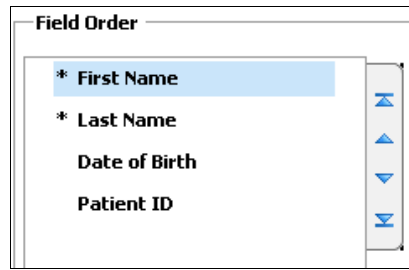 Field Order
* First Name
* Last Name
Date of Birth
Patient ID